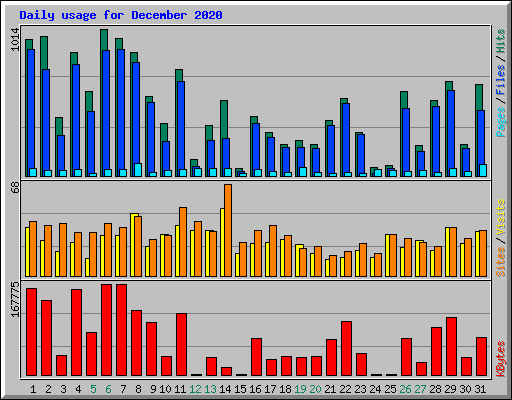 Daily usage for December 2020
1014
Pages / Files / Hits
68
Sites / Visits
167775
KBytes
1 2 3 4 5 6 7 8 9 10 11 12 13 14 15 16 17 18 19 20 21 22 23 24 25 26 27 28 29 30 31